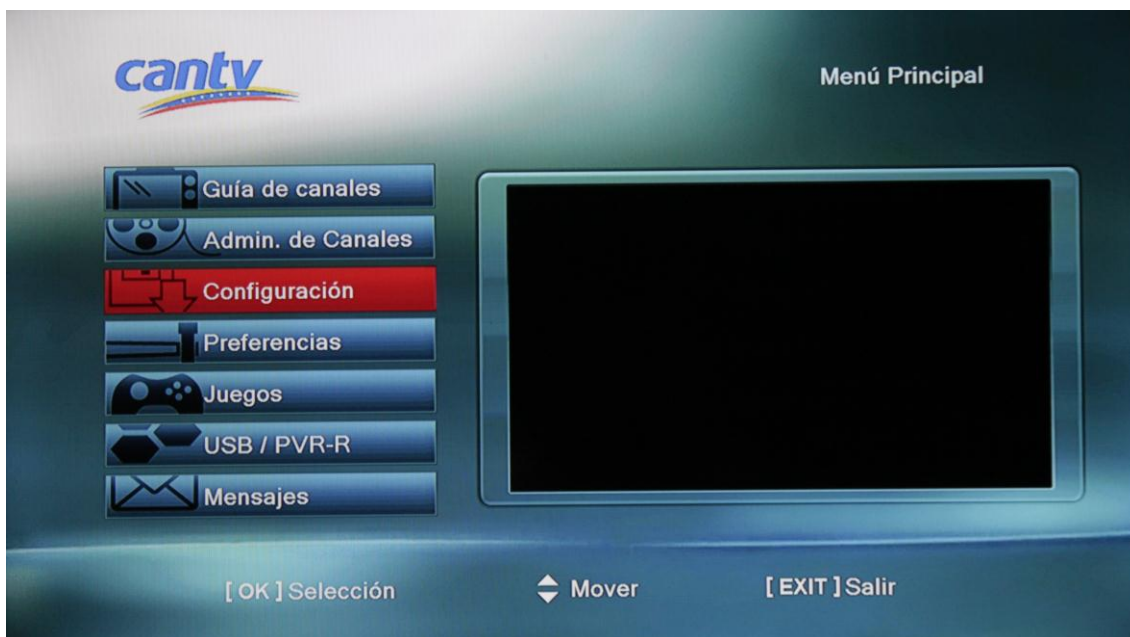 cantv
Menú Principal
Guía de canales
Admin. de Canales
Configuración
Preferencias
Juegos
USB / PVR-R
Mensajes
[ OK ] Selección
Mover
[ EXIT ] Salir